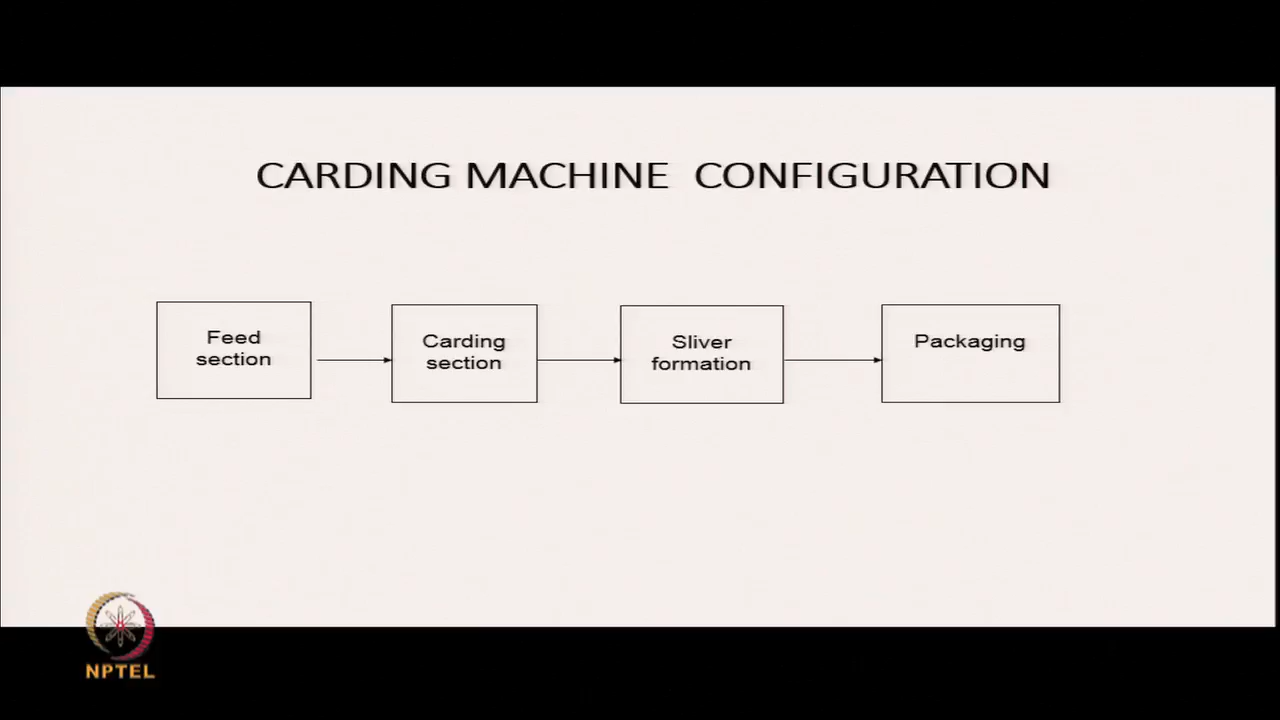 CARDING MACHINE CONFIGURATION
Feed
section
Carding
section
Sliver
formation
Packaging
NPTEL